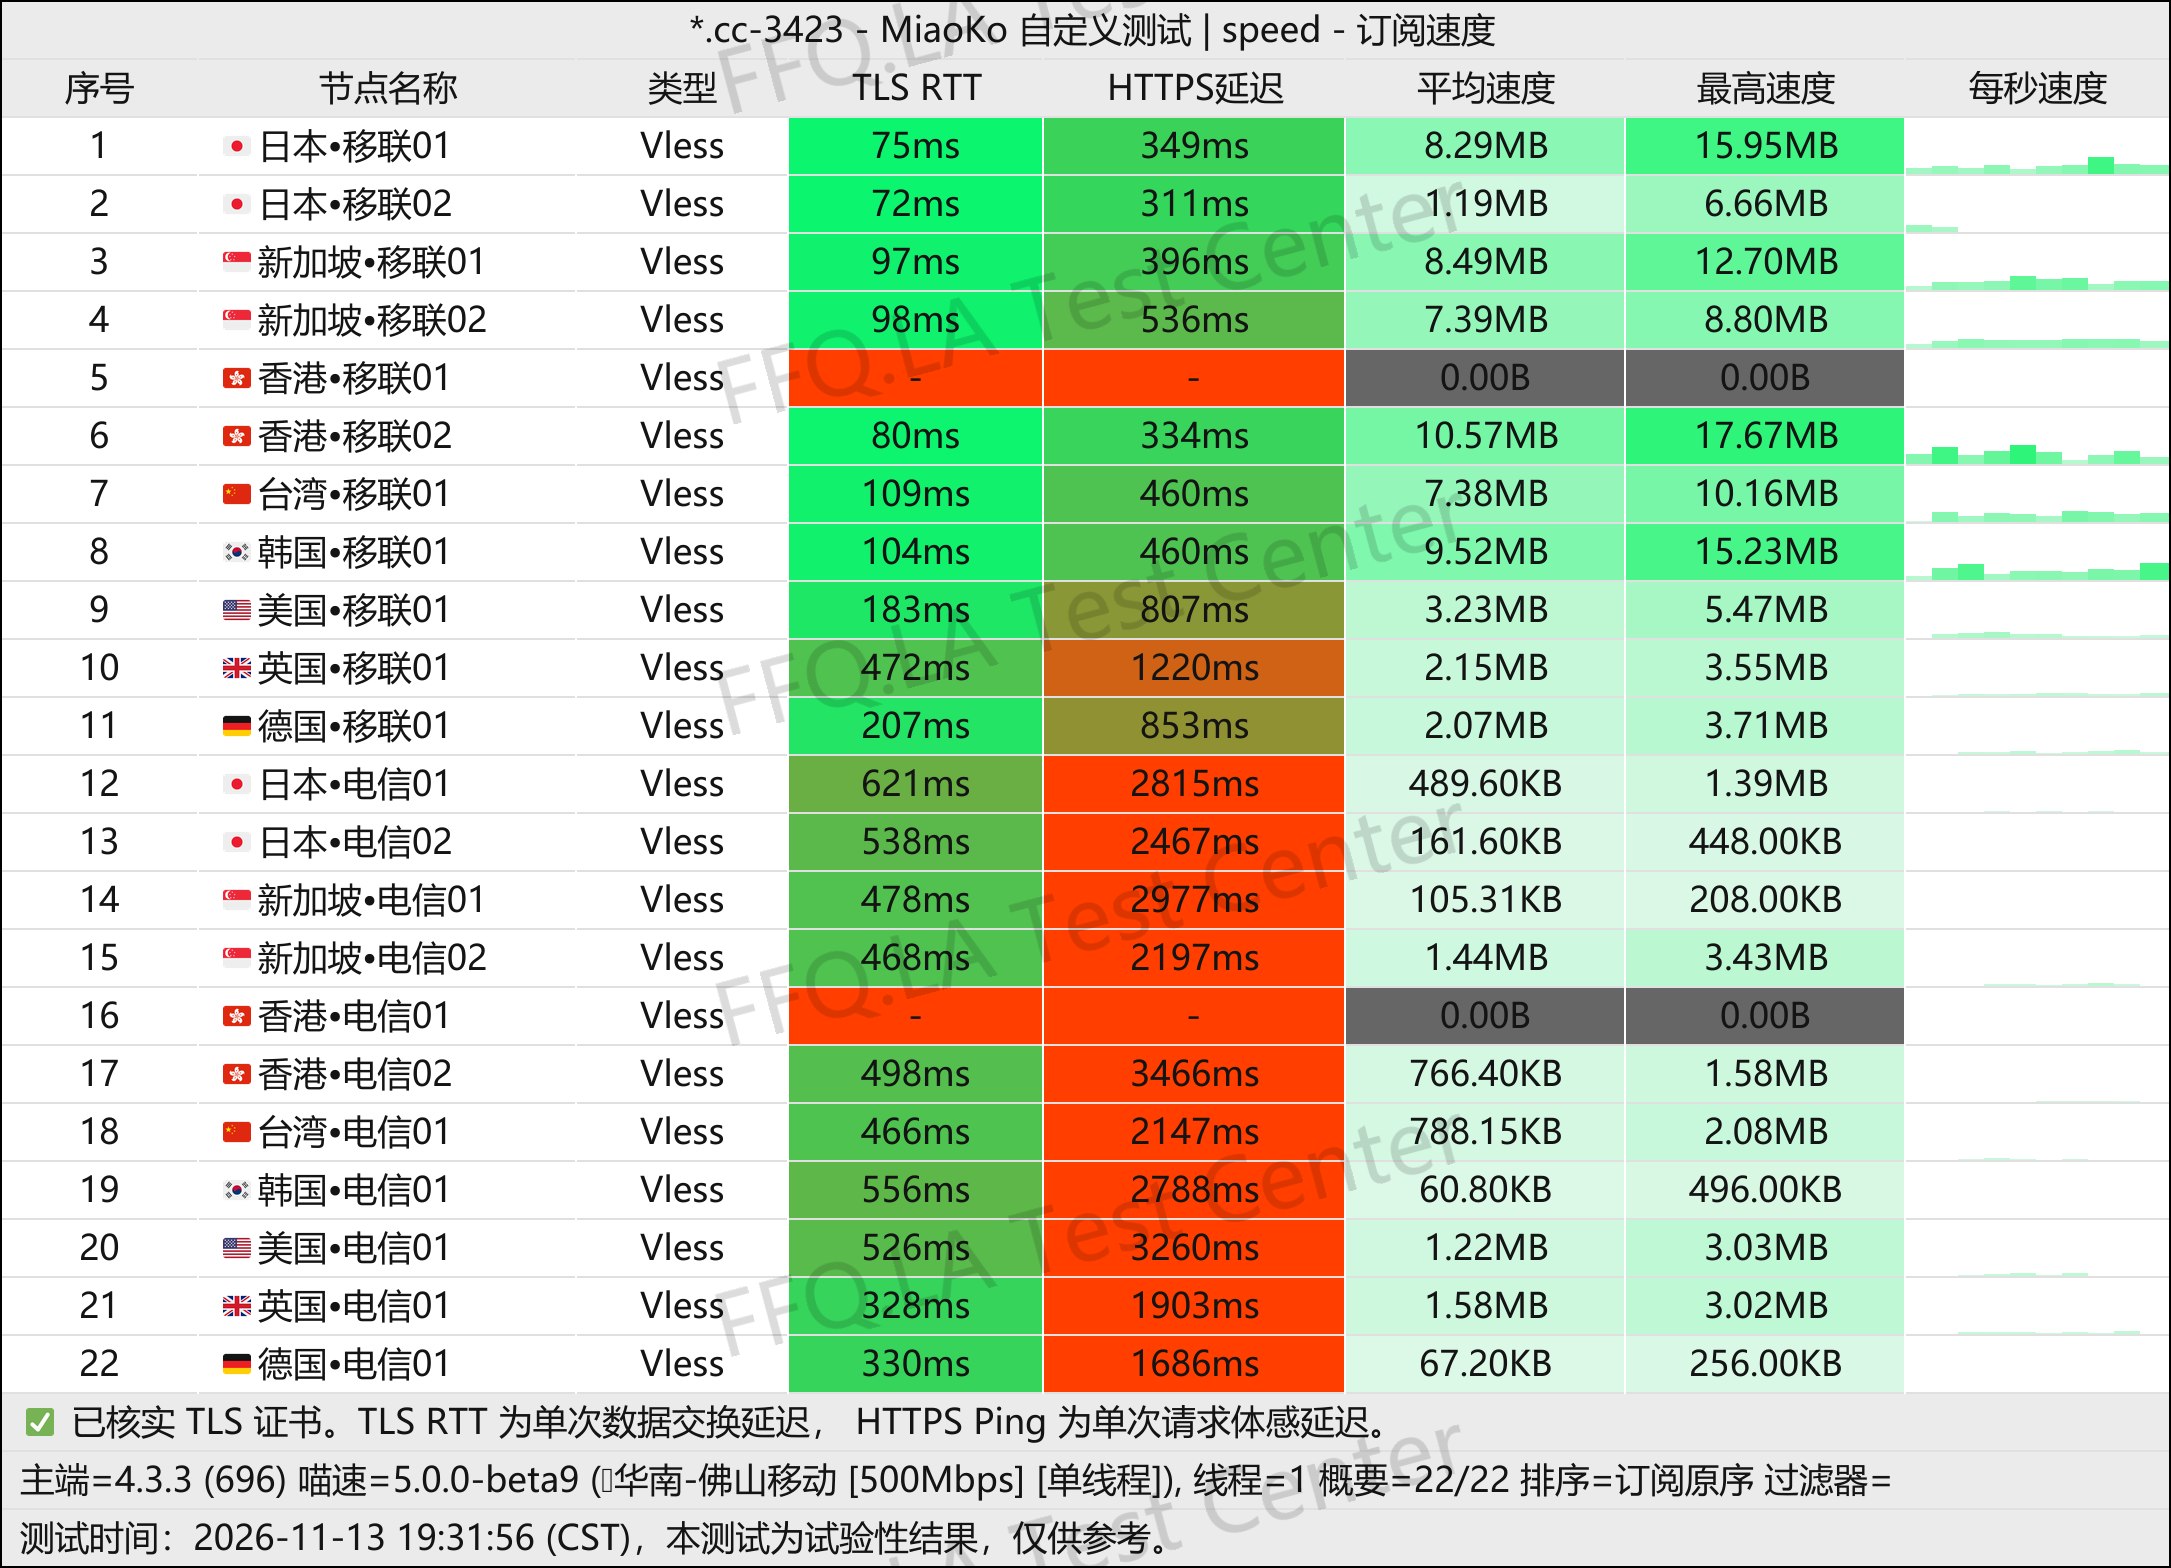 *.cc-3423 - MiaoKo 自定义测试 | speed - 订阅速度
序号 节点名称 类型 TLS RTT HTTPS延迟 平均速度 最高速度 每秒速度
1 日本•移联01 Vless 75ms 349ms 8.29MB 15.95MB
2 日本•移联02 Vless 72ms 311ms 1.19MB 6.66MB
3 新加坡•移联01 Vless 97ms 396ms 8.49MB 12.70MB
4 新加坡•移联02 Vless 98ms 536ms 7.39MB 8.80MB
5 香港•移联01 Vless - - 0.00B 0.00B
6 香港•移联02 Vless 80ms 334ms 10.57MB 17.67MB
7 台湾•移联01 Vless 109ms 460ms 7.38MB 10.16MB
8 韩国•移联01 Vless 104ms 460ms 9.52MB 15.23MB
9 美国•移联01 Vless 183ms 807ms 3.23MB 5.47MB
10 英国•移联01 Vless 472ms 1220ms 2.15MB 3.55MB
11 德国•移联01 Vless 207ms 853ms 2.07MB 3.71MB
12 日本•电信01 Vless 621ms 2815ms 489.60KB 1.39MB
13 日本•电信02 Vless 538ms 2467ms 161.60KB 448.00KB
14 新加坡•电信01 Vless 478ms 2977ms 105.31KB 208.00KB
15 新加坡•电信02 Vless 468ms 2197ms 1.44MB 3.43MB
16 香港•电信01 Vless - - 0.00B 0.00B
17 香港•电信02 Vless 498ms 3466ms 766.40KB 1.58MB
18 台湾•电信01 Vless 466ms 2147ms 788.15KB 2.08MB
19 韩国•电信01 Vless 556ms 2788ms 60.80KB 496.00KB
20 美国•电信01 Vless 526ms 3260ms 1.22MB 3.03MB
21 英国•电信01 Vless 328ms 1903ms 1.58MB 3.02MB
22 德国•电信01 Vless 330ms 1686ms 67.20KB 256.00KB
✅ 已核实 TLS 证书。TLS RTT 为单次数据交换延迟， HTTPS Ping 为单次请求体感延迟。
主端=4.3.3 (696) 喵速=5.0.0-beta9 (华南-佛山移动 [500Mbps] [单线程]), 线程=1 概要=22/22 排序=订阅原序 过滤器=
测试时间：2026-11-13 19:31:56 (CST)，本测试为试验性结果，仅供参考。
FFQ.LA Test Center
FFQ.LA Test Center
FFQ.LA Test Center
FFQ.LA Test Center